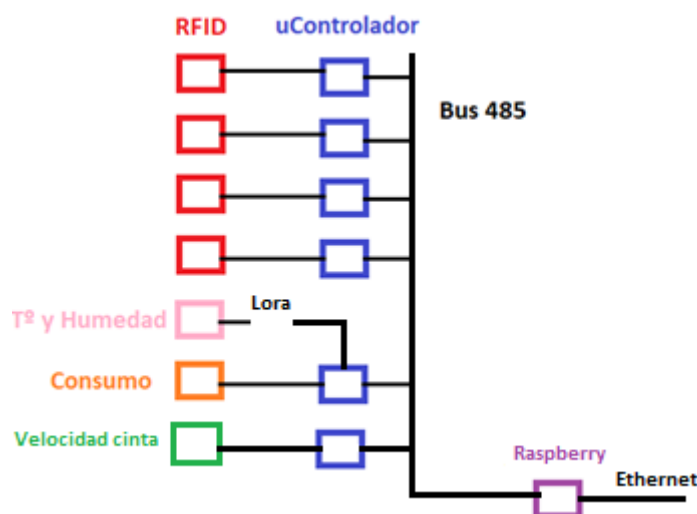 RFID
uControlador
Bus 485
Lora
Tº y Humedad
Consumo
Velocidad cinta
Raspberry
Ethernet